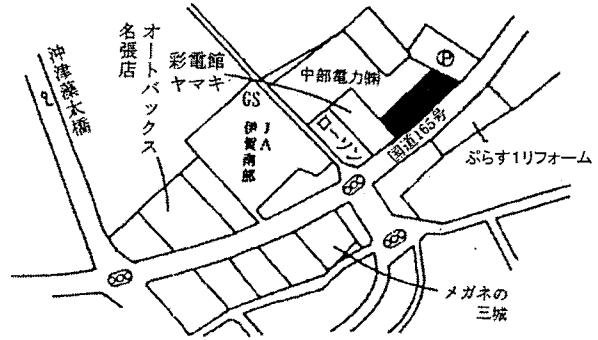 沖津藤大橋
オートバックス
名張店
彩電館
ヤマキ
GS
JA
伊賀南部
中部電力㈱
ローソン
Ⓟ
国道165号
ぷらす1リフォーム
メガネの
三城